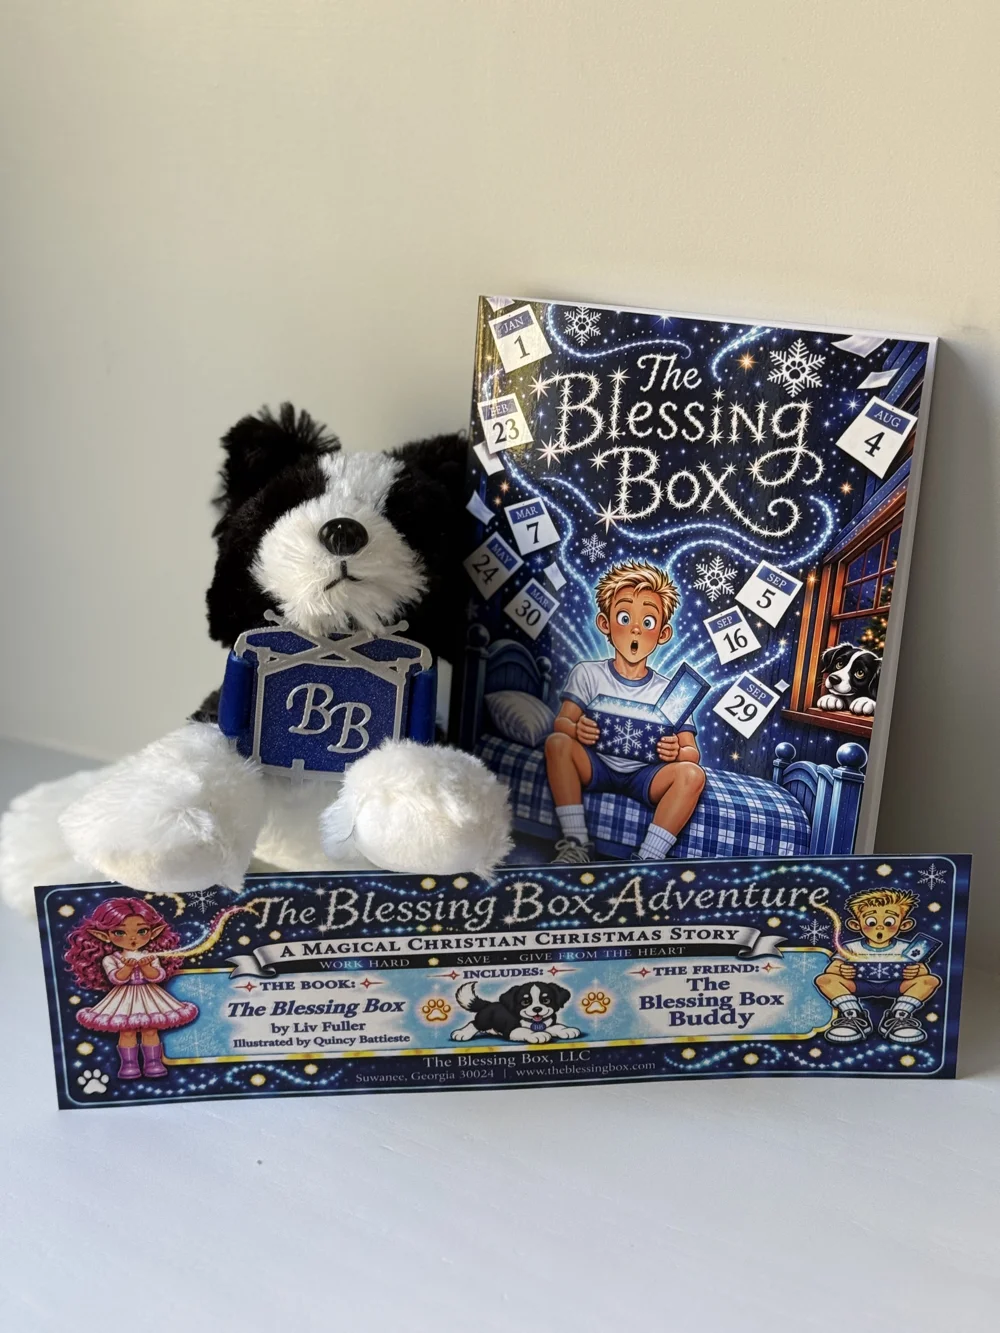 The
Blessing
Box
JAN
1
FEB
23
AUG
4
MAR
7
MAY
24
30
SEP
5
SEP
16
SEP
29
BB
The Blessing Box Adventure
A MAGICAL CHRISTIAN CHRISTMAS STORY
WORK HARD SAVE • GIVE FROM THE HEART
THE BOOK:
The Blessing Box
by Liv Fuller
Illustrated by Quincy Battieste
INCLUDES:
THE FRIEND:
The
Blessing Box
Buddy
The Blessing Box, LLC
Suwanee, Georgia 30024 | www.theblessingbox.com